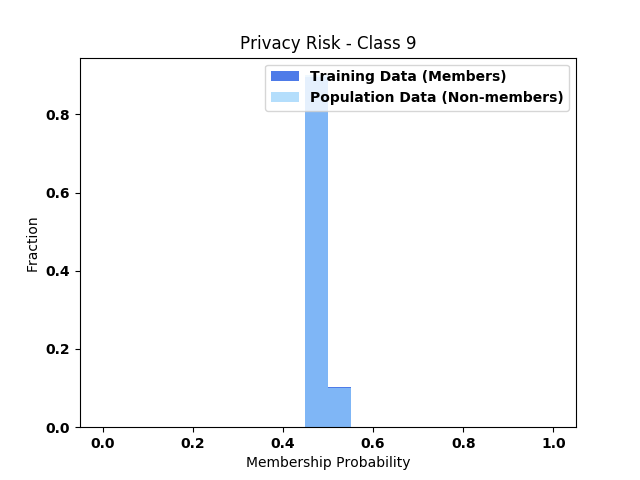 Privacy Risk - Class 9
Training Data (Members)
Population Data (Non-members)
0.8
0.6
0.4
0.2
0.0
Fraction
0.0 0.2 0.4 0.6 0.8 1.0
Membership Probability